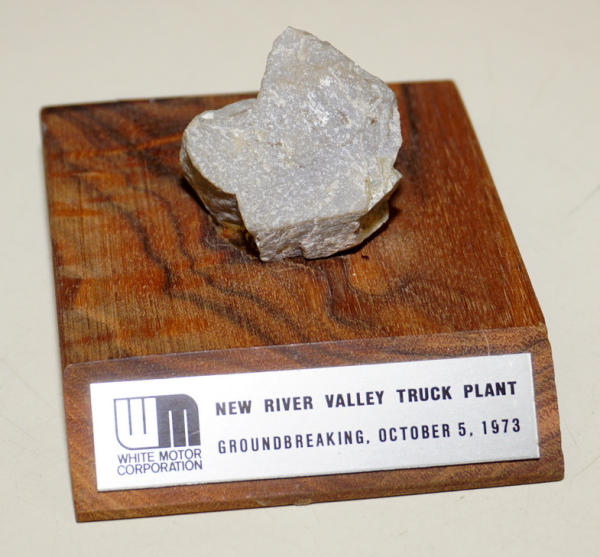 WM
NEW RIVER VALLEY TRUCK PLANT
GROUNDBREAKING, OCTOBER 5, 1973
WHITE MOTOR
CORPORATION